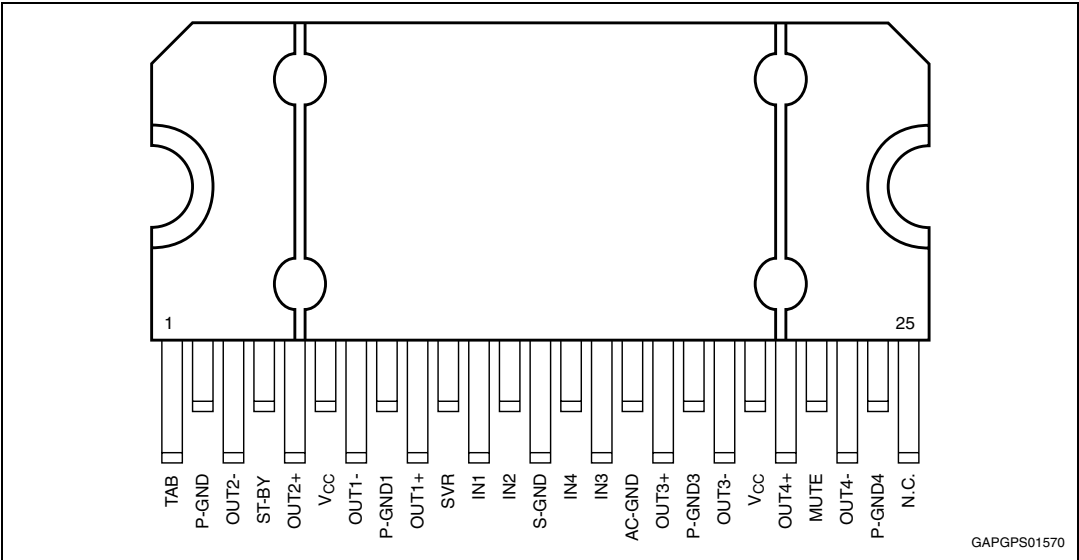 1
25
TAB
P-GND
OUT2-
ST-BY
OUT2+
VCC
OUT1-
P-GND1
OUT1+
SVR
IN1
IN2
S-GND
IN4
IN3
AC-GND
OUT3+
P-GND3
OUT3-
VCC
OUT4+
MUTE
OUT4-
P-GND4
N.C.
GAPGPS01570